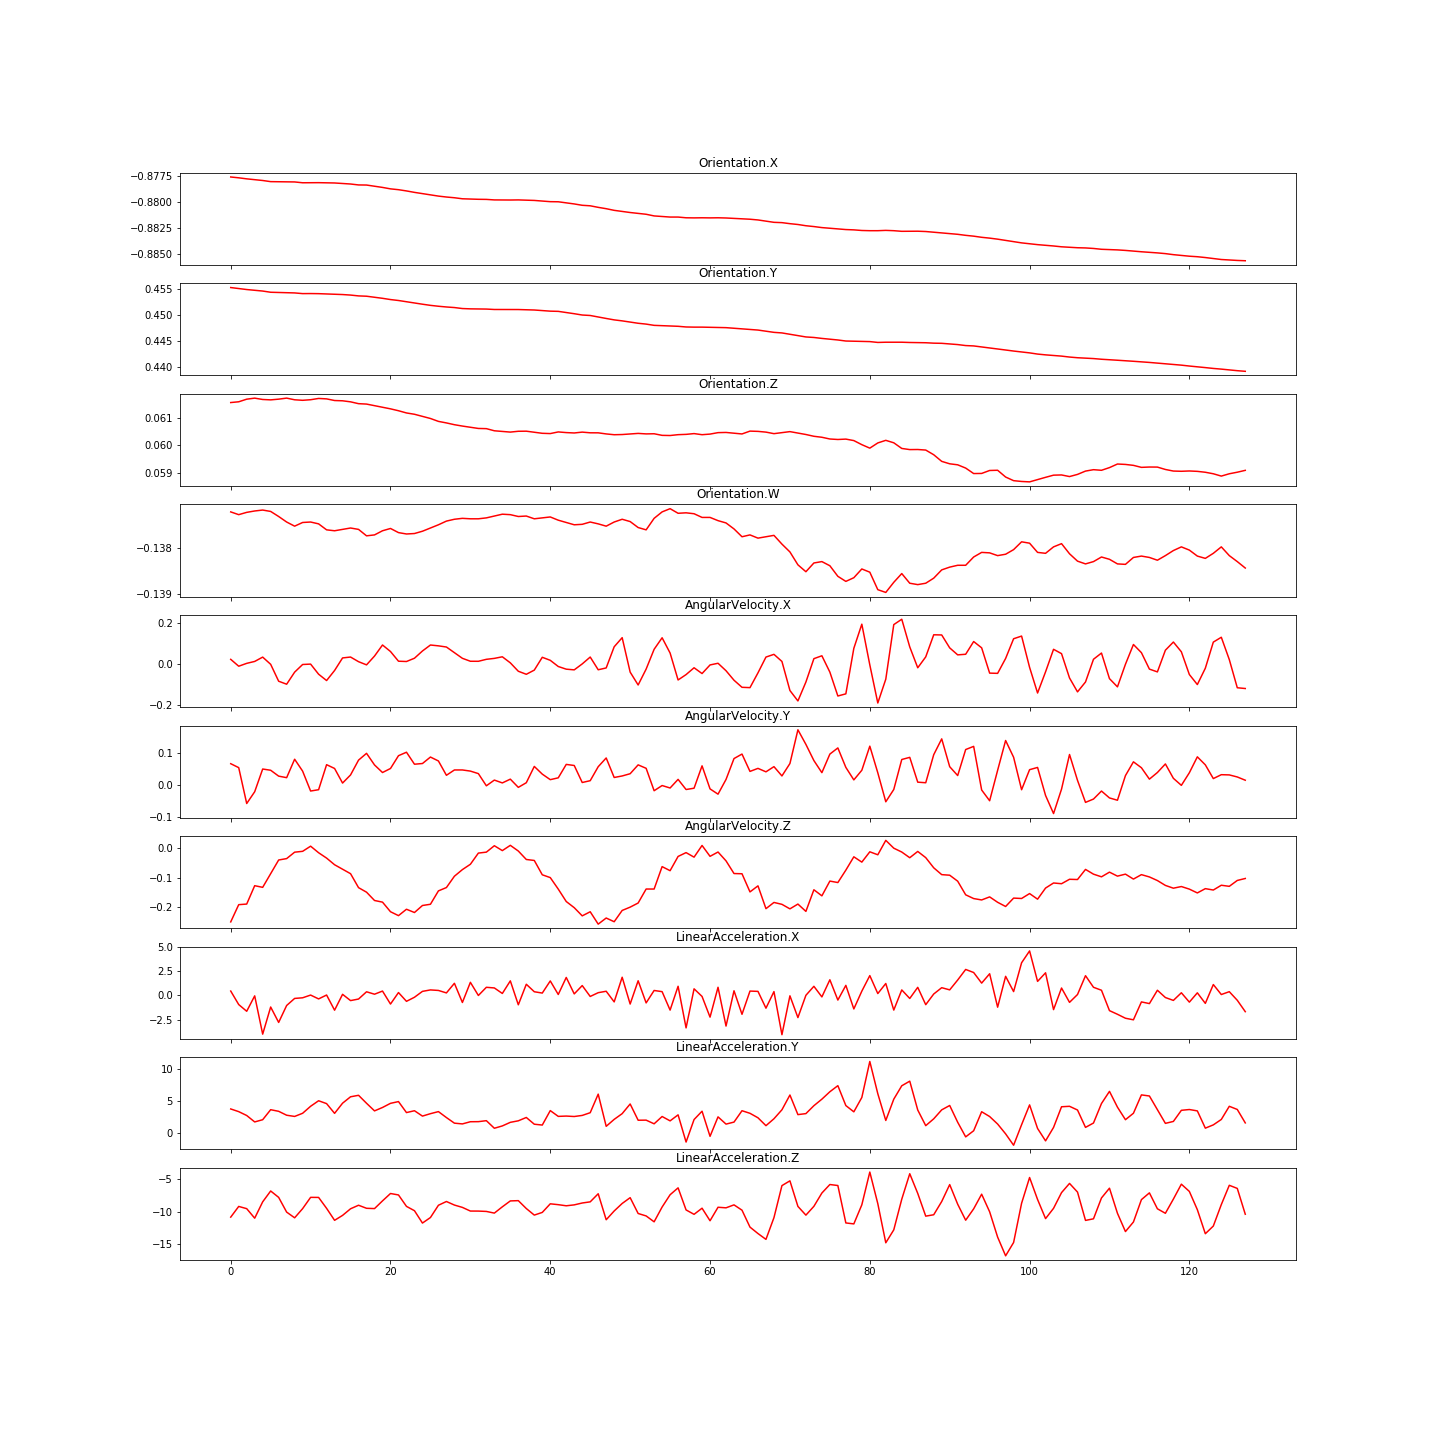 Orientation.X
−0.8775
−0.8800
−0.8825
−0.8850
Orientation.Y
0.455
0.450
0.445
0.440
Orientation.Z
0.061
0.060
0.059
Orientation.W
−0.138
−0.139
AngularVelocity.X
0.2
0.0
−0.2
AngularVelocity.Y
0.1
0.0
−0.1
AngularVelocity.Z
0.0
−0.1
−0.2
LinearAcceleration.X
5.0
2.5
0.0
−2.5
LinearAcceleration.Y
10
5
0
LinearAcceleration.Z
−5
−10
−15
0 20 40 60 80 100 120